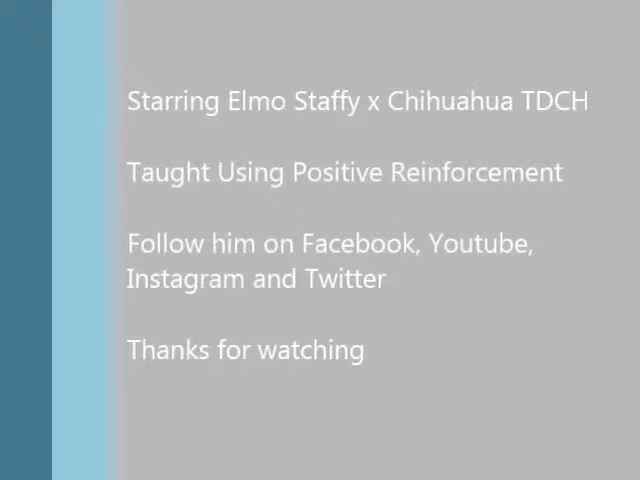 Starring Elmo Staffy x Chihuahua TDCH
Taught Using Positive Reinforcement
Follow him on Facebook, Youtube,
Instagram and Twitter
Thanks for watching